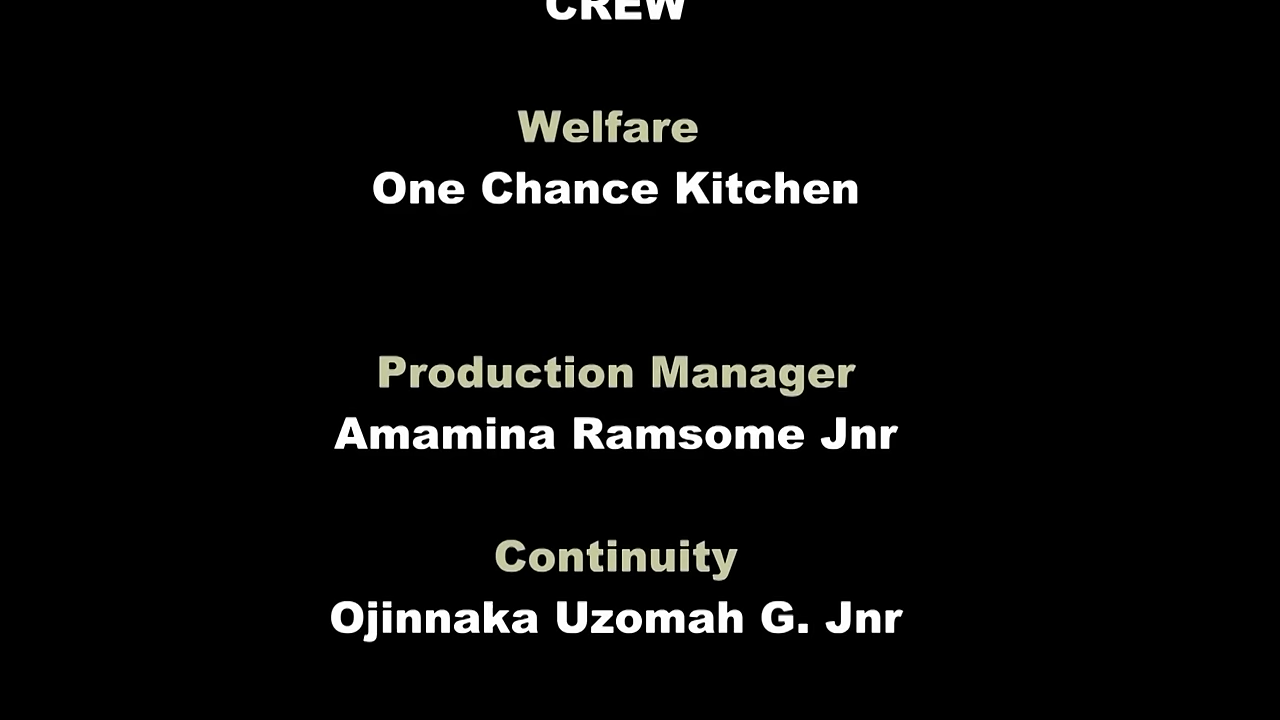 CREW
Welfare
One Chance Kitchen
Production Manager
Amamina Ramsome Jnr
Continuity
Ojinnaka Uzomah G. Jnr